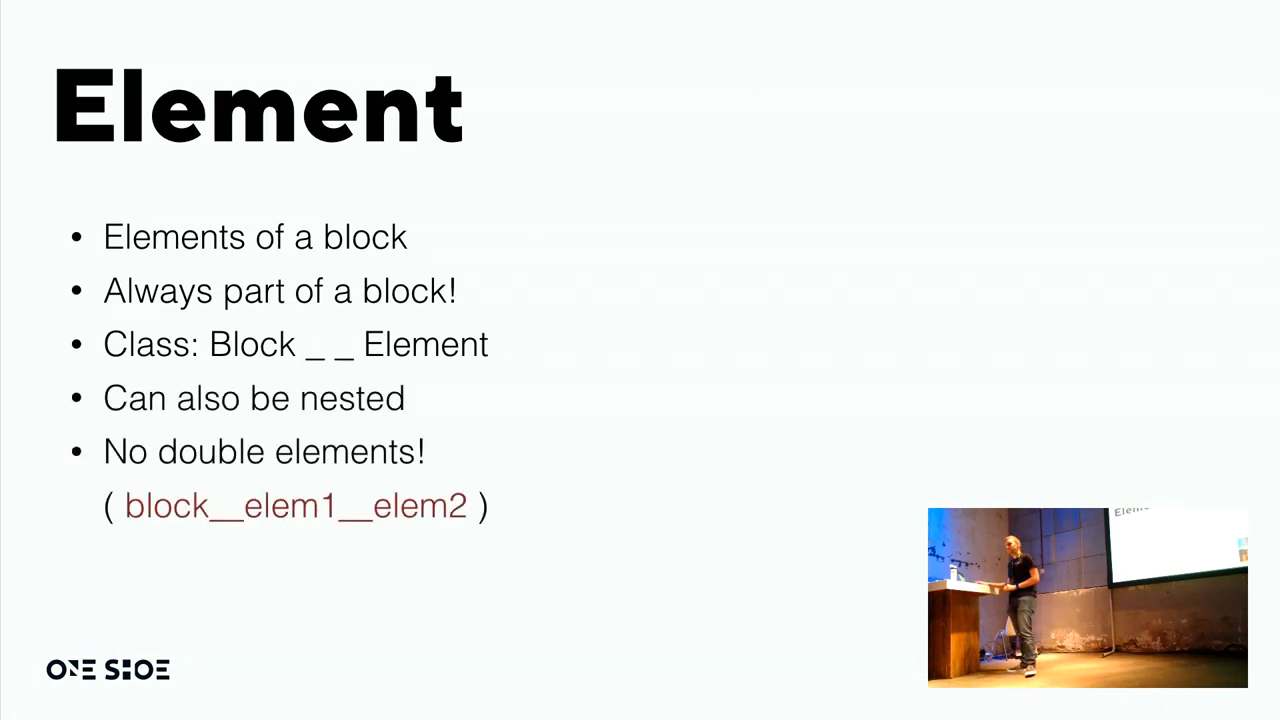 Element
• Elements of a block
• Always part of a block!
• Class: Block _ _ Element
• Can also be nested
• No double elements!
( block__elem1__elem2 )
ONE SHOE